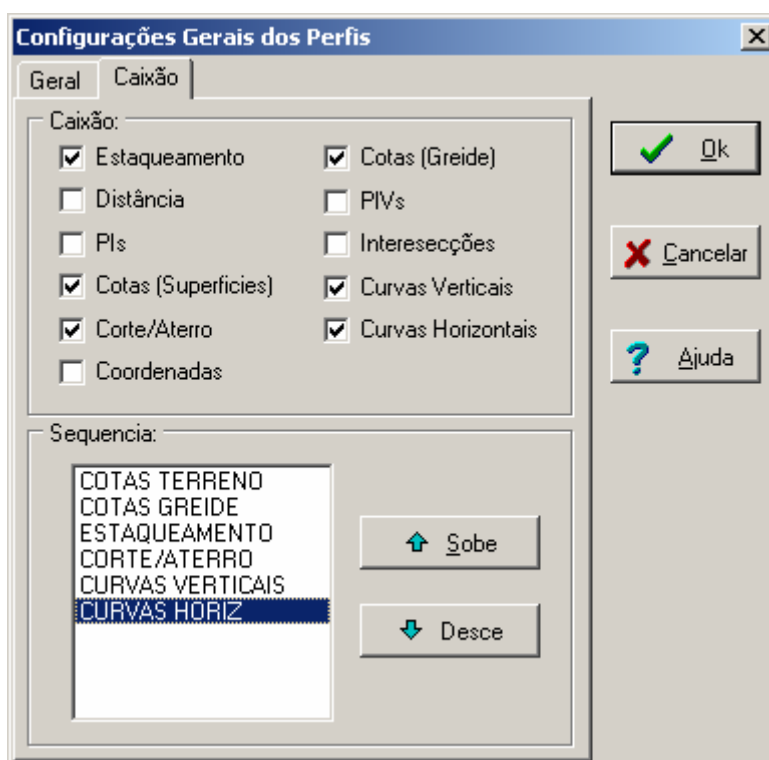 Configurações Gerais dos Perfis
Geral
Caixão
Caixão:
Estaqueamento
Distância
PIs
Cotas (Superficies)
Corte/Aterro
Coordenadas
Cotas (Greide)
PIVs
Interesecções
Curvas Verticais
Curvas Horizontais
Sequencia:
COTAS TERRENO
COTAS GREIDE
ESTAQUEAMENTO
CORTE/ATERRO
CURVAS VERTICAIS
CURVAS HORIZ
Sobe
Desce
Ok
Cancelar
Ajuda